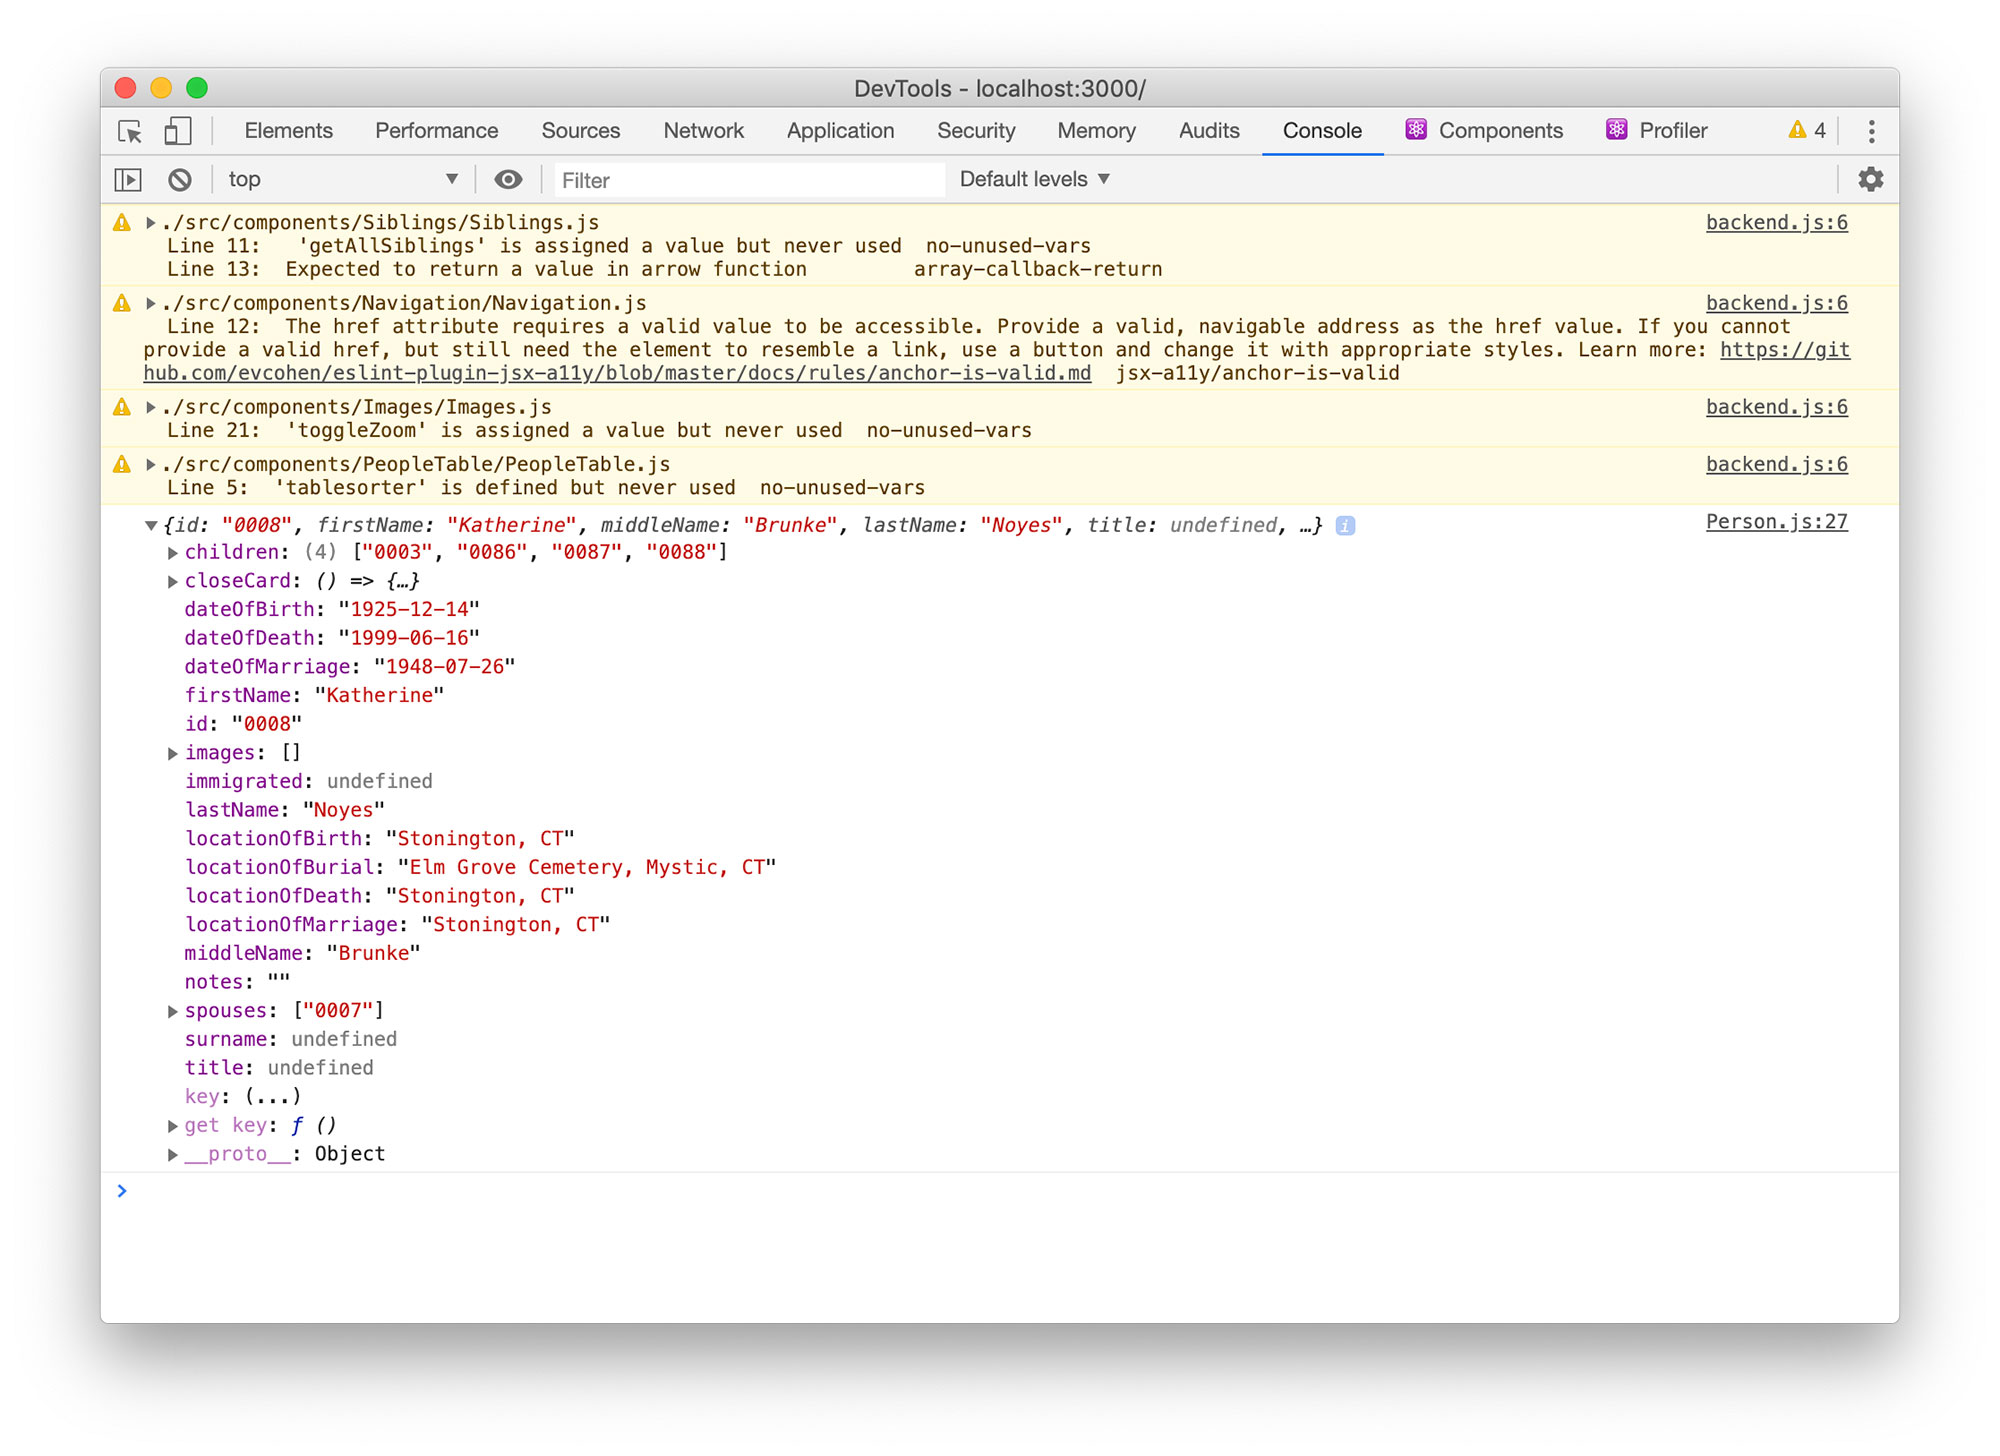 DevTools - localhost:3000/
Elements Performance Sources Network Application Security Memory Audits Console Components Profiler 4
top Filter Default levels
./src/components/Siblings/Siblings.js backend.js:6
Line 11: 'getAllSiblings' is assigned a value but never used no-unused-vars
Line 13: Expected to return a value in arrow function array-callback-return
./src/components/Navigation/Navigation.js backend.js:6
Line 12: The href attribute requires a valid value to be accessible. Provide a valid, navigable address as the href value. If you cannot
provide a valid href, but still need the element to resemble a link, use a button and change it with appropriate styles. Learn more: https://git
hub.com/evcohen/eslint-plugin-jsx-a11y/blob/master/docs/rules/anchor-is-valid.md jsx-a11y/anchor-is-valid
./src/components/Images/Images.js backend.js:6
Line 21: 'toggleZoom' is assigned a value but never used no-unused-vars
./src/components/PeopleTable/PeopleTable.js backend.js:6
Line 5: 'tablesorter' is defined but never used no-unused-vars
{id: "0008", firstName: "Katherine", middleName: "Brunke", lastName: "Noyes", title: undefined, …} i Person.js:27
children: (4) ["0003", "0086", "0087", "0088"]
closeCard: () => {…}
dateOfBirth: "1925-12-14"
dateOfDeath: "1999-06-16"
dateOfMarriage: "1948-07-26"
firstName: "Katherine"
id: "0008"
images: []
immigrated: undefined
lastName: "Noyes"
locationOfBirth: "Stonington, CT"
locationOfBurial: "Elm Grove Cemetery, Mystic, CT"
locationOfDeath: "Stonington, CT"
locationOfMarriage: "Stonington, CT"
middleName: "Brunke"
notes: ""
spouses: ["0007"]
surname: undefined
title: undefined
key: (...)
get key: ƒ ()
__proto__: Object